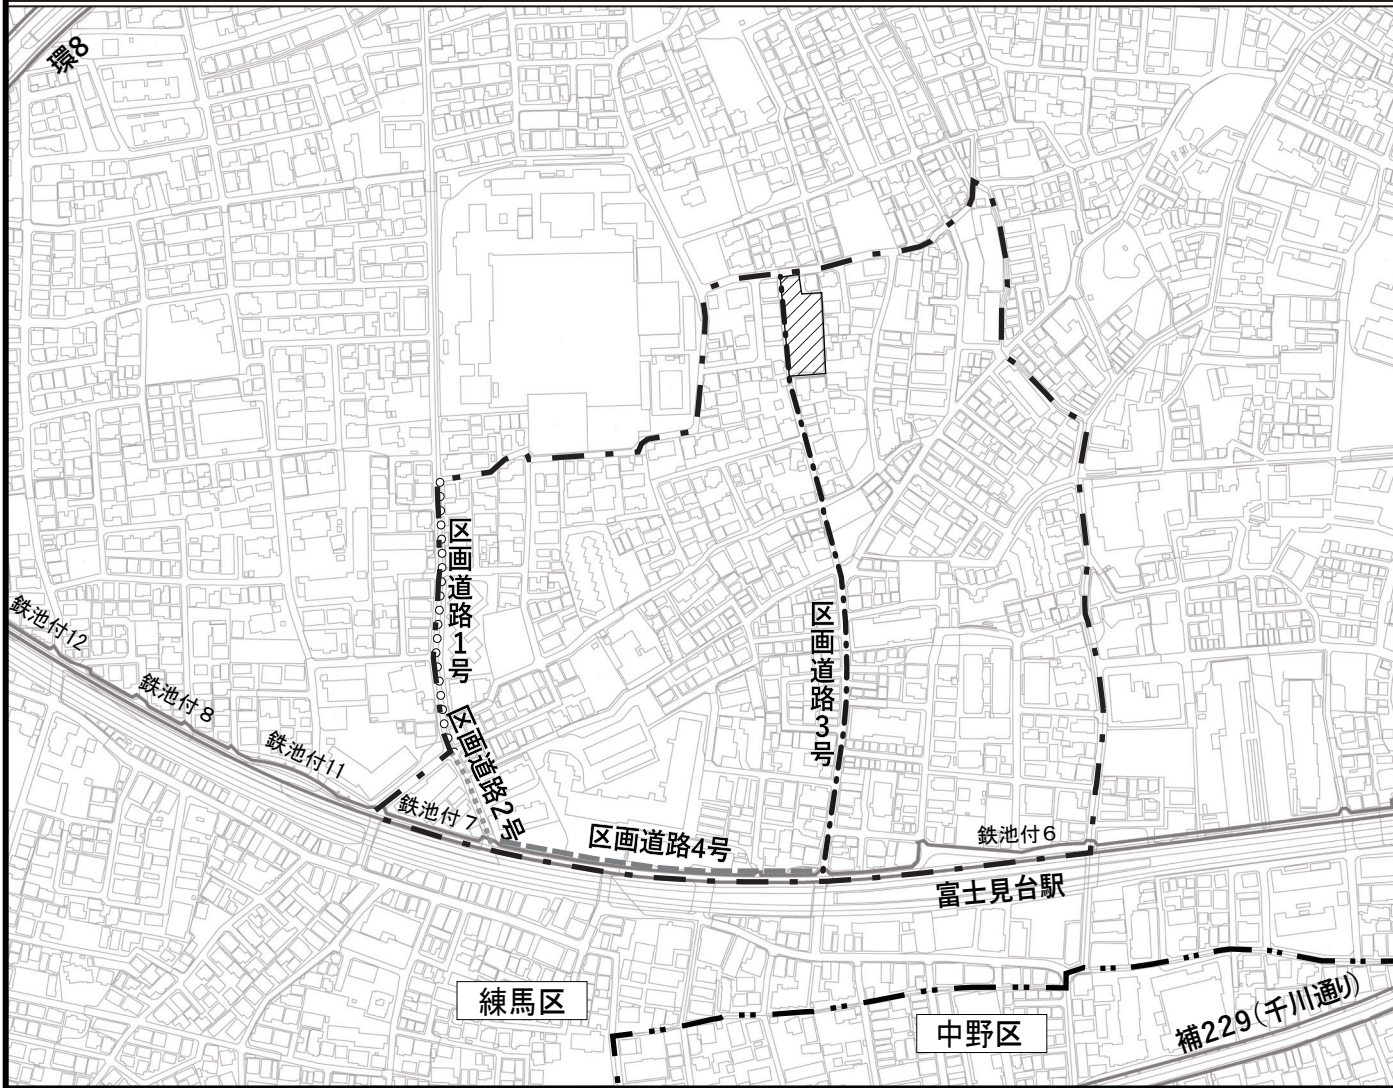 環8
区画道路1号
鉄池付12
区画道路3号
鉄池付8
区画道路2号
鉄池付11
鉄池付7
区画道路4号
鉄池付6
富士見台駅
練馬区
中野区
補229(千川通り)